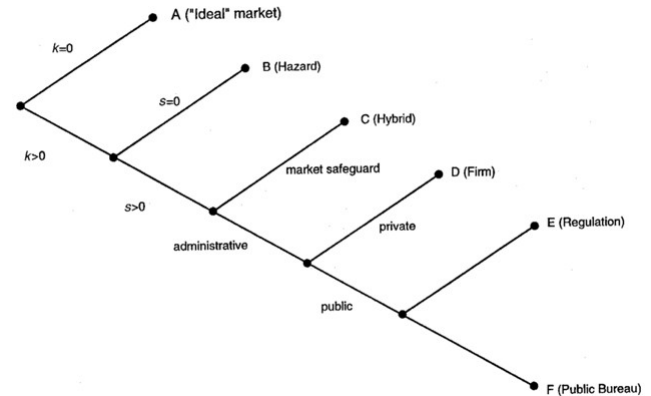 A ("Ideal" market)
k=0
B (Hazard)
s=0
C (Hybrid)
k>0
market safeguard
D (Firm)
s>0
private
E (Regulation)
administrative
public
F (Public Bureau)